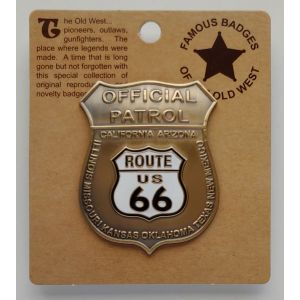 The Old West...
pioneers, outlaws,
gunfighters. The
place where legends were
made. A time that is long
gone but not forgotten with
this special collection
of original reproduction
novelty badges
FAMOUS BADGES
OF OLD WEST
OFFICIAL
PATROL
CALIFORNIA ARIZONA
ILLINOIS MISSOURI KANSAS OKLAHOMA TEXAS NEW MEXICO
ROUTE
US
66